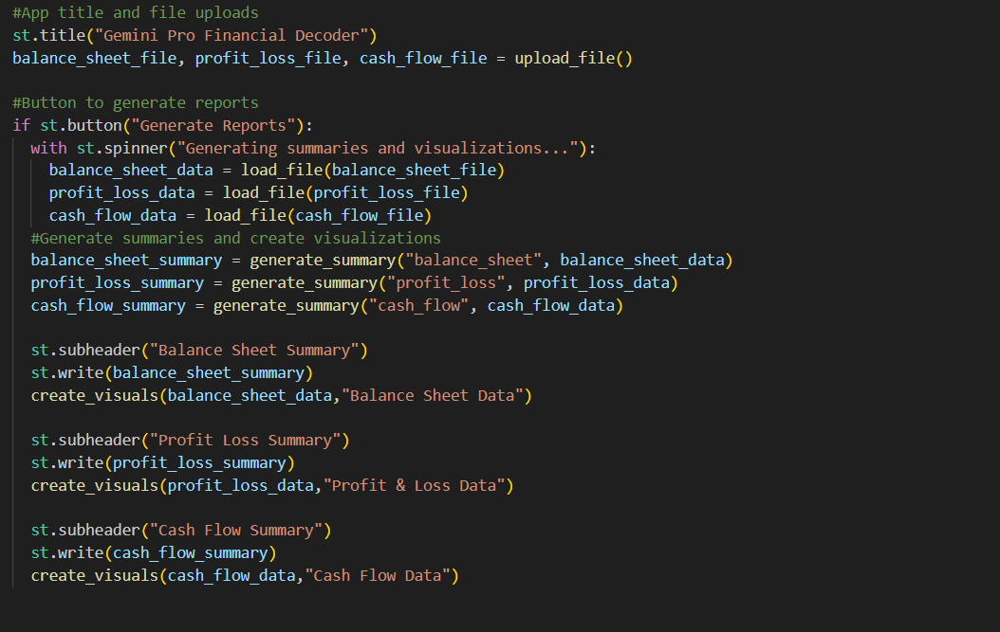 #App title and file uploads
st.title("Gemini Pro Financial Decoder")
balance_sheet_file, profit_loss_file, cash_flow_file = upload_file()

#Button to generate reports
if st.button("Generate Reports"):
  with st.spinner("Generating summaries and visualizations..."):
    balance_sheet_data = load_file(balance_sheet_file)
    profit_loss_data = load_file(profit_loss_file)
    cash_flow_data = load_file(cash_flow_file)
  #Generate summaries and create visualizations
  balance_sheet_summary = generate_summary("balance_sheet", balance_sheet_data)
  profit_loss_summary = generate_summary("profit_loss", profit_loss_data)
  cash_flow_summary = generate_summary("cash_flow", cash_flow_data)

  st.subheader("Balance Sheet Summary")
  st.write(balance_sheet_summary)
  create_visuals(balance_sheet_data,"Balance Sheet Data")

  st.subheader("Profit Loss Summary")
  st.write(profit_loss_summary)
  create_visuals(profit_loss_data,"Profit & Loss Data")

  st.subheader("Cash Flow Summary")
  st.write(cash_flow_summary)
  create_visuals(cash_flow_data,"Cash Flow Data")